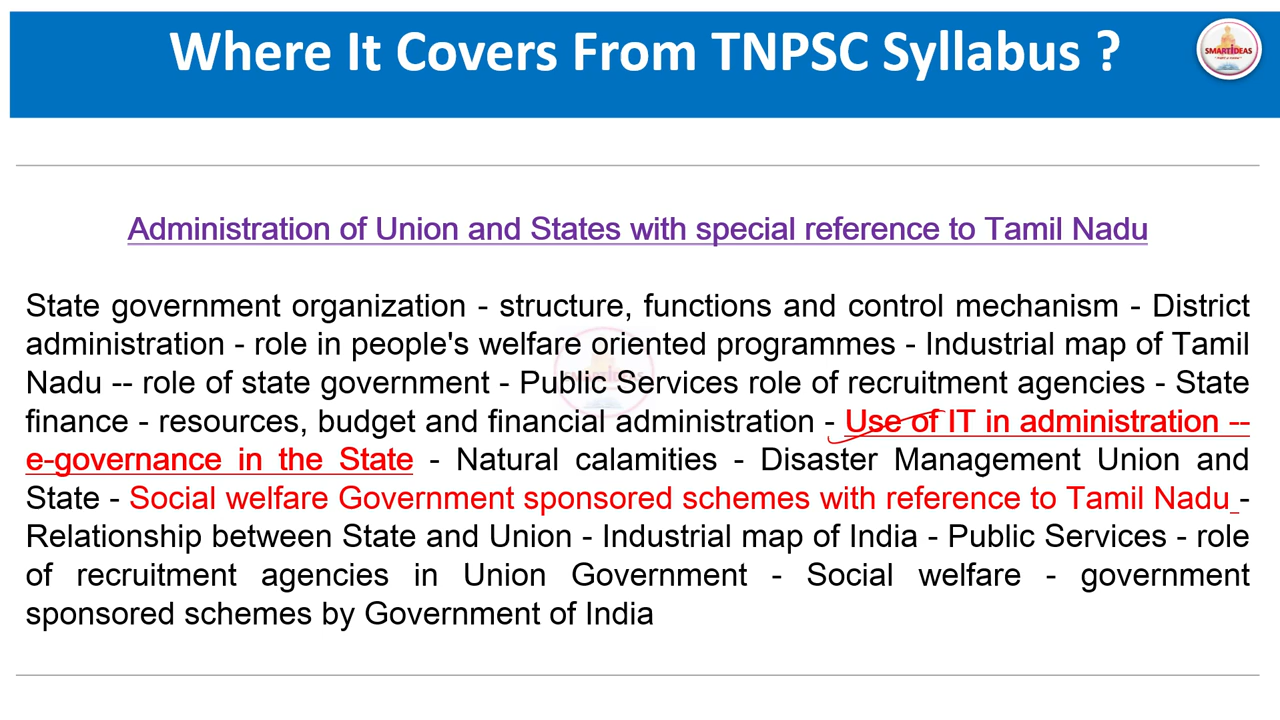 Where It Covers From TNPSC Syllabus ?
SMARTIDEAS
Administration of Union and States with special reference to Tamil Nadu
State government organization - structure, functions and control mechanism - District
administration - role in people's welfare oriented programmes - Industrial map of Tamil
Nadu -- role of state government - Public Services role of recruitment agencies - State
finance - resources, budget and financial administration - Use of IT in administration --
e-governance in the State - Natural calamities - Disaster Management Union and
State - Social welfare Government sponsored schemes with reference to Tamil Nadu -
Relationship between State and Union - Industrial map of India - Public Services - role
of recruitment agencies in Union Government - Social welfare - government
sponsored schemes by Government of India